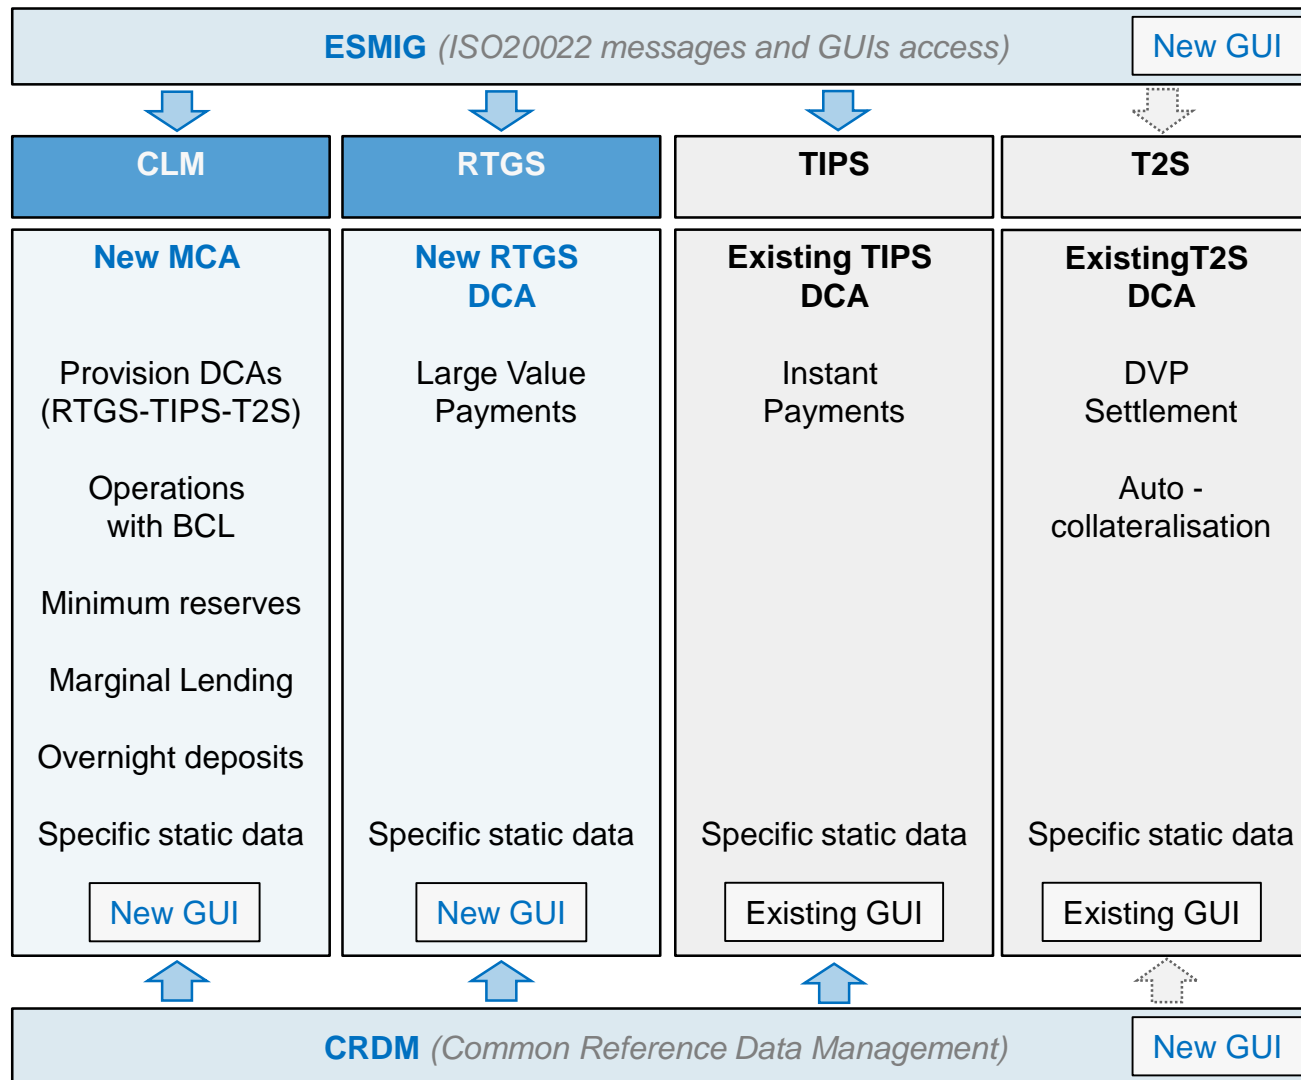 ESMIG (ISO20022 messages and GUIs access)
New GUI
CLM
RTGS
TIPS
T2S
New MCA
Provision DCAs
(RTGS-TIPS-T2S)
Operations
with BCL
Minimum reserves
Marginal Lending
Overnight deposits
Specific static data
New GUI
New RTGS
DCA
Large Value
Payments
Specific static data
New GUI
Existing TIPS
DCA
Instant
Payments
Specific static data
Existing GUI
ExistingT2S
DCA
DVP
Settlement
Auto -
collateralisation
Specific static data
Existing GUI
CRDM (Common Reference Data Management)
New GUI